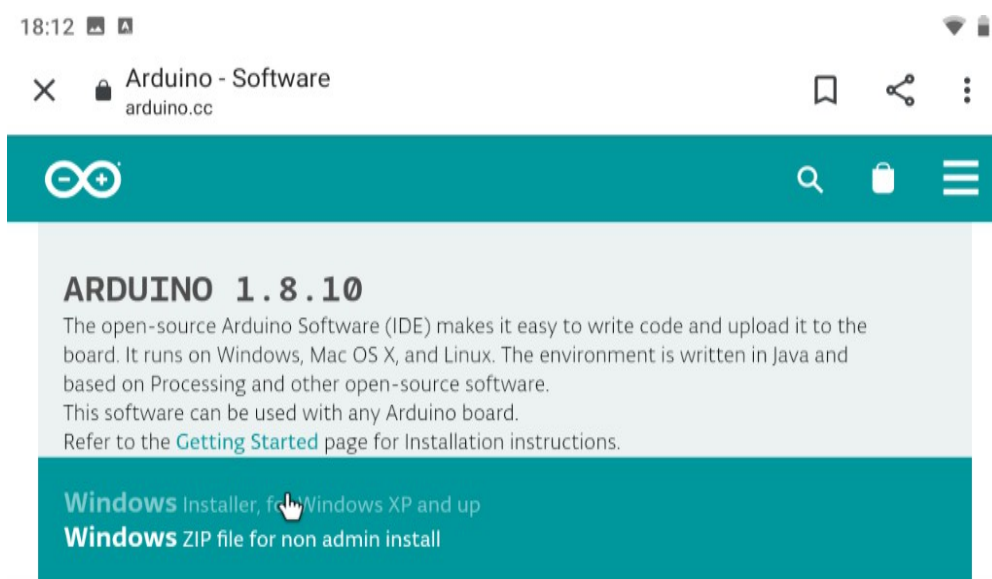 18:12
Arduino - Software
arduino.cc
ARDUINO 1.8.10
The open-source Arduino Software (IDE) makes it easy to write code and upload it to the
board. It runs on Windows, Mac OS X, and Linux. The environment is written in Java and
based on Processing and other open-source software.
This software can be used with any Arduino board.
Refer to the Getting Started page for Installation instructions.
Windows Installer, for Windows XP and up
Windows ZIP file for non admin install